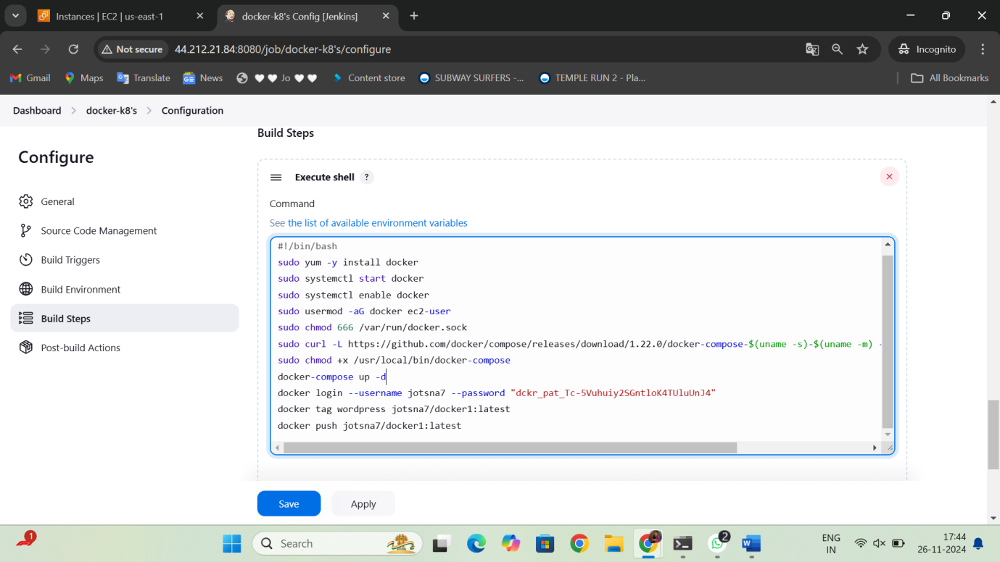 Instances | EC2 | us-east-1
docker-k8's Config [Jenkins]
Not secure
44.212.21.84:8080/job/docker-k8's/configure
Incognito
Gmail
Maps
Translate
News
🤍🤍 Jo 🤍🤍
Content store
SUBWAY SURFERS -...
TEMPLE RUN 2 - Pla...
All Bookmarks
Dashboard > docker-k8's > Configuration
Configure
General
Source Code Management
Build Triggers
Build Environment
Build Steps
Post-build Actions
Build Steps
Execute shell ?
Command
See the list of available environment variables
#!/bin/bash
sudo yum -y install docker
sudo systemctl start docker
sudo systemctl enable docker
sudo usermod -aG docker ec2-user
sudo chmod 666 /var/run/docker.sock
sudo curl -L https://github.com/docker/compose/releases/download/1.22.0/docker-compose-$(uname -s)-$(uname -m) -
sudo chmod +x /usr/local/bin/docker-compose
docker-compose up -d
docker login --username jotsna7 --password "dckr_pat_Tc-5Vuhuiy2SGntloK4TUluUnJ4"
docker tag wordpress jotsna7/docker1:latest
docker push jotsna7/docker1:latest
Save
Apply
1
Search
2
ENG
IN
17:44
26-11-2024